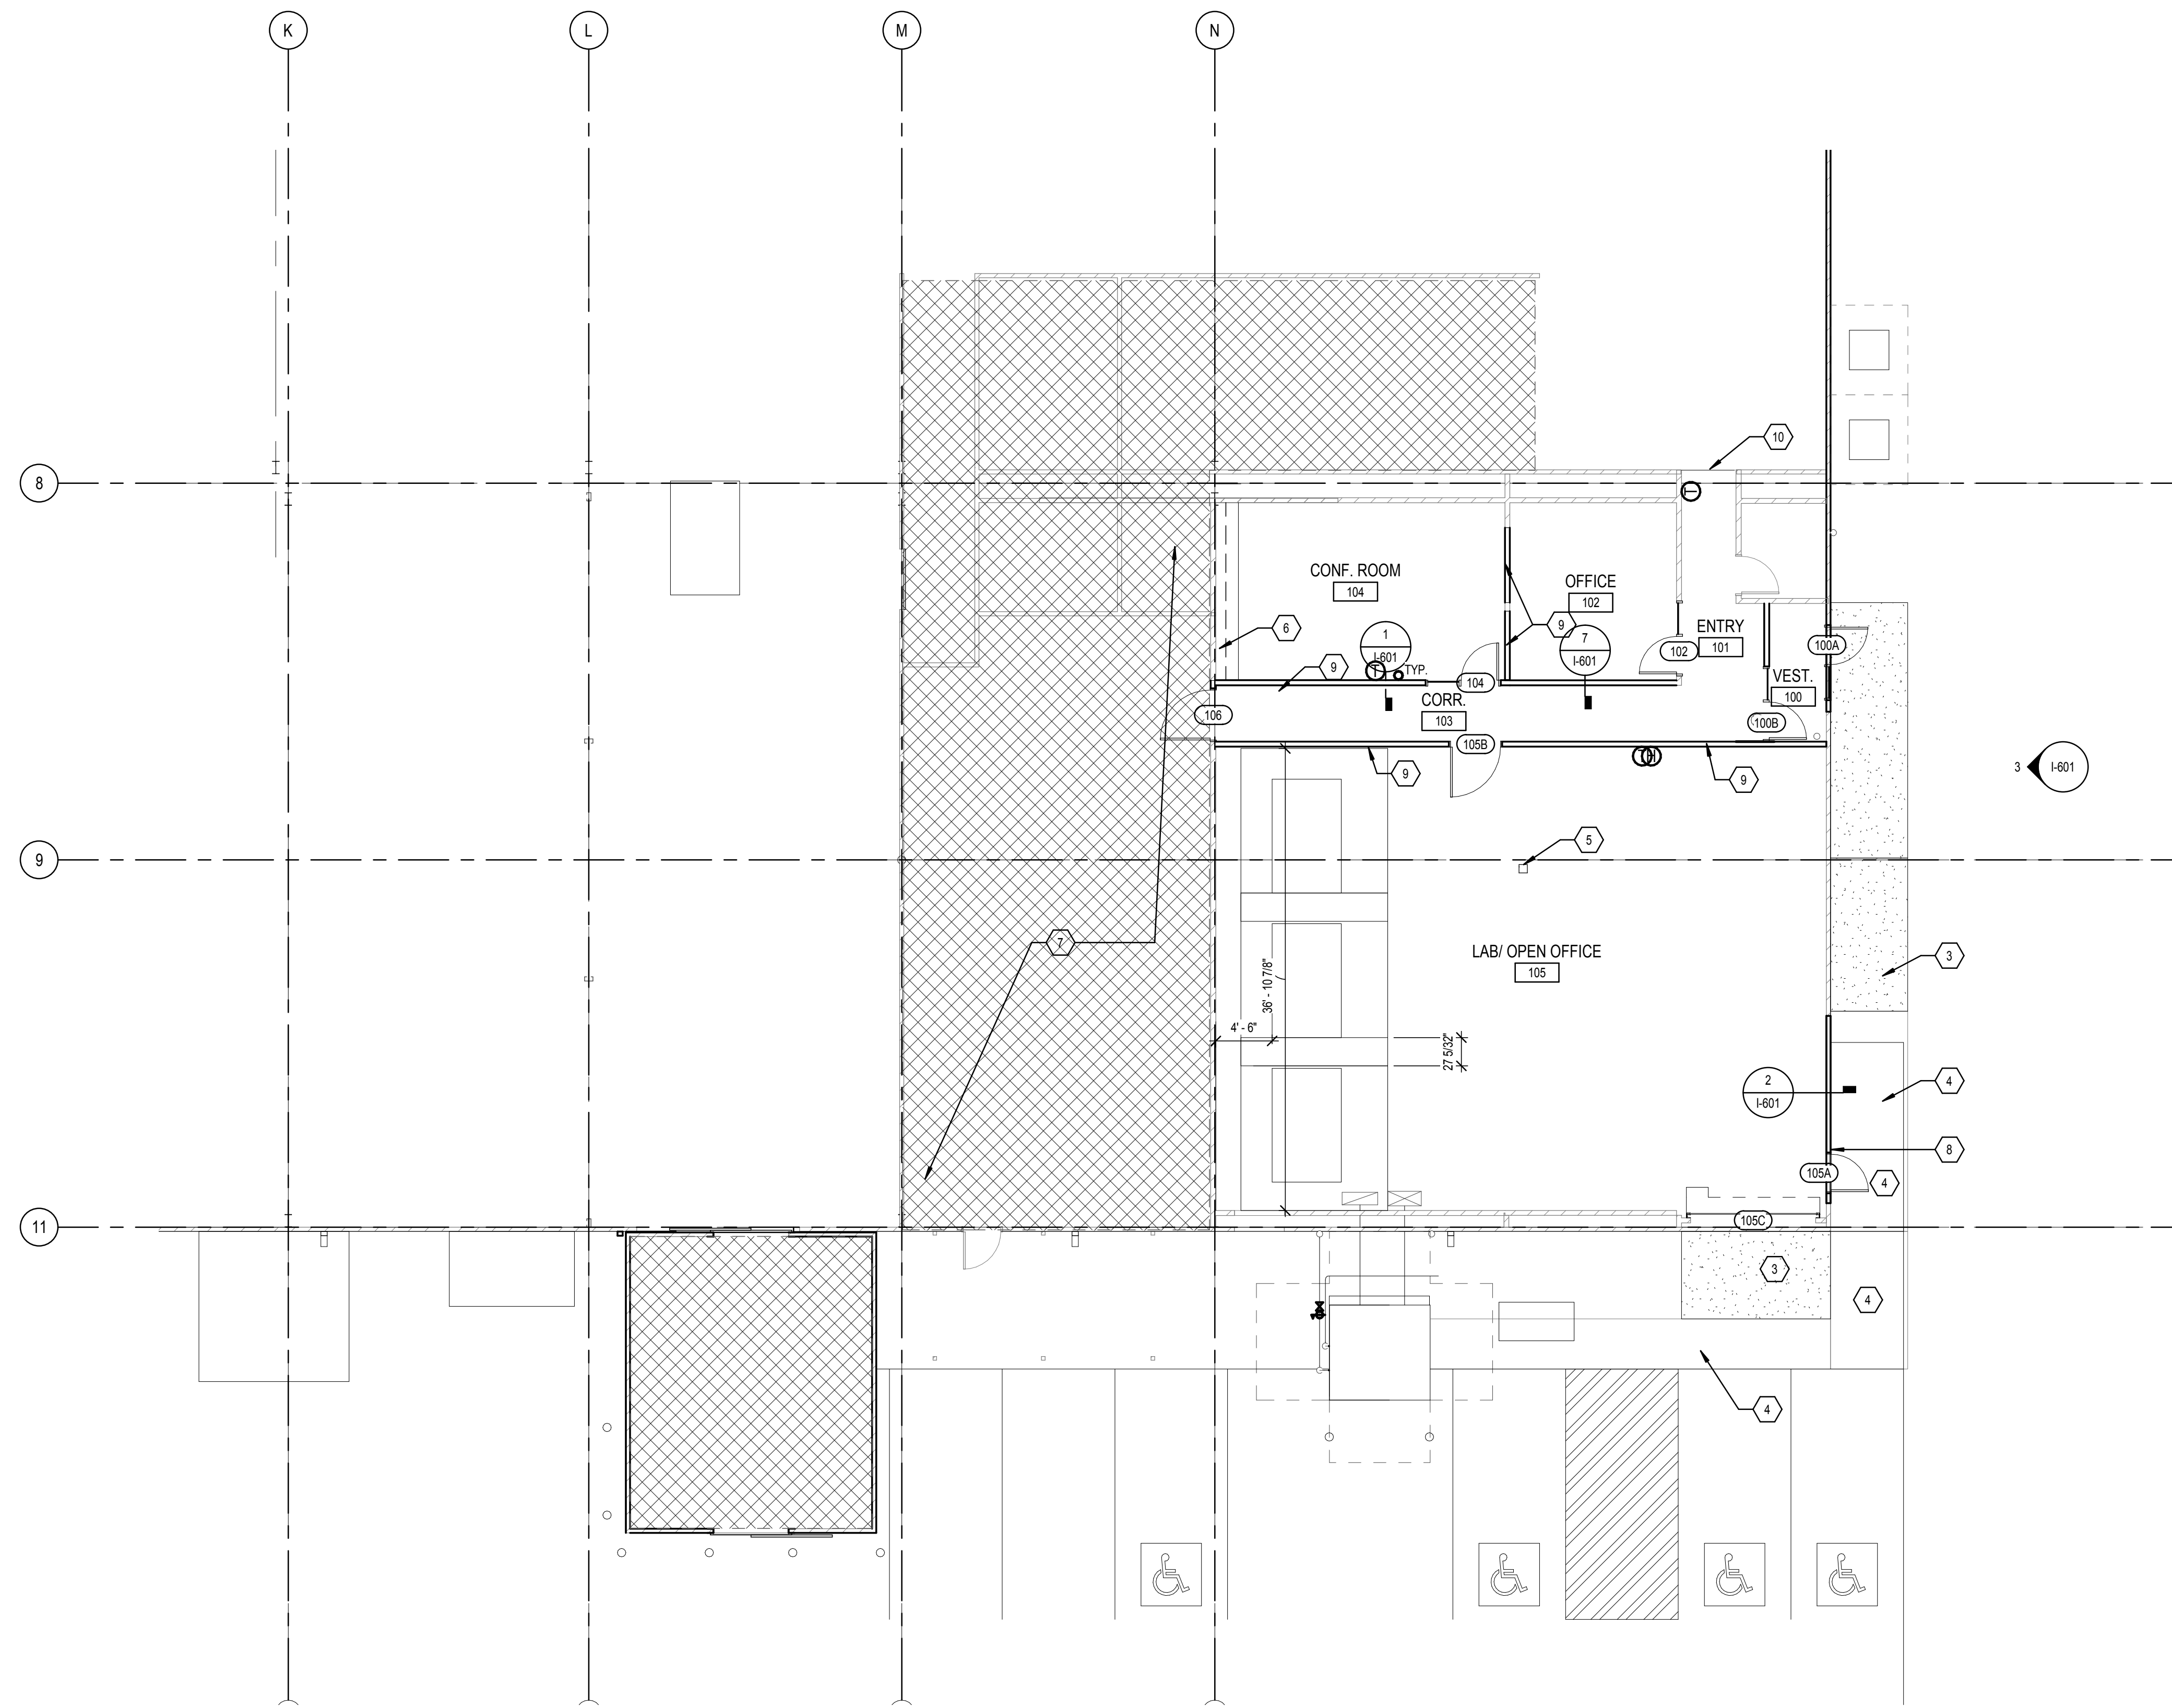 K
L
M
N
10
8
CONF. ROOM
104
OFFICE
102
6
1
I-601
9
7
I-601
ENTRY
101
102
100A
T
TYP.
9
104
VEST.
100
CORR.
103
106
100B
105B
T
H
9
9
3
I-601
5
9
7
LAB/ OPEN OFFICE
105
3
36' - 10 7/8"
4' - 6"
27 5/32"
2
I-601
4
8
105A
4
11
105C
3
4
4
T